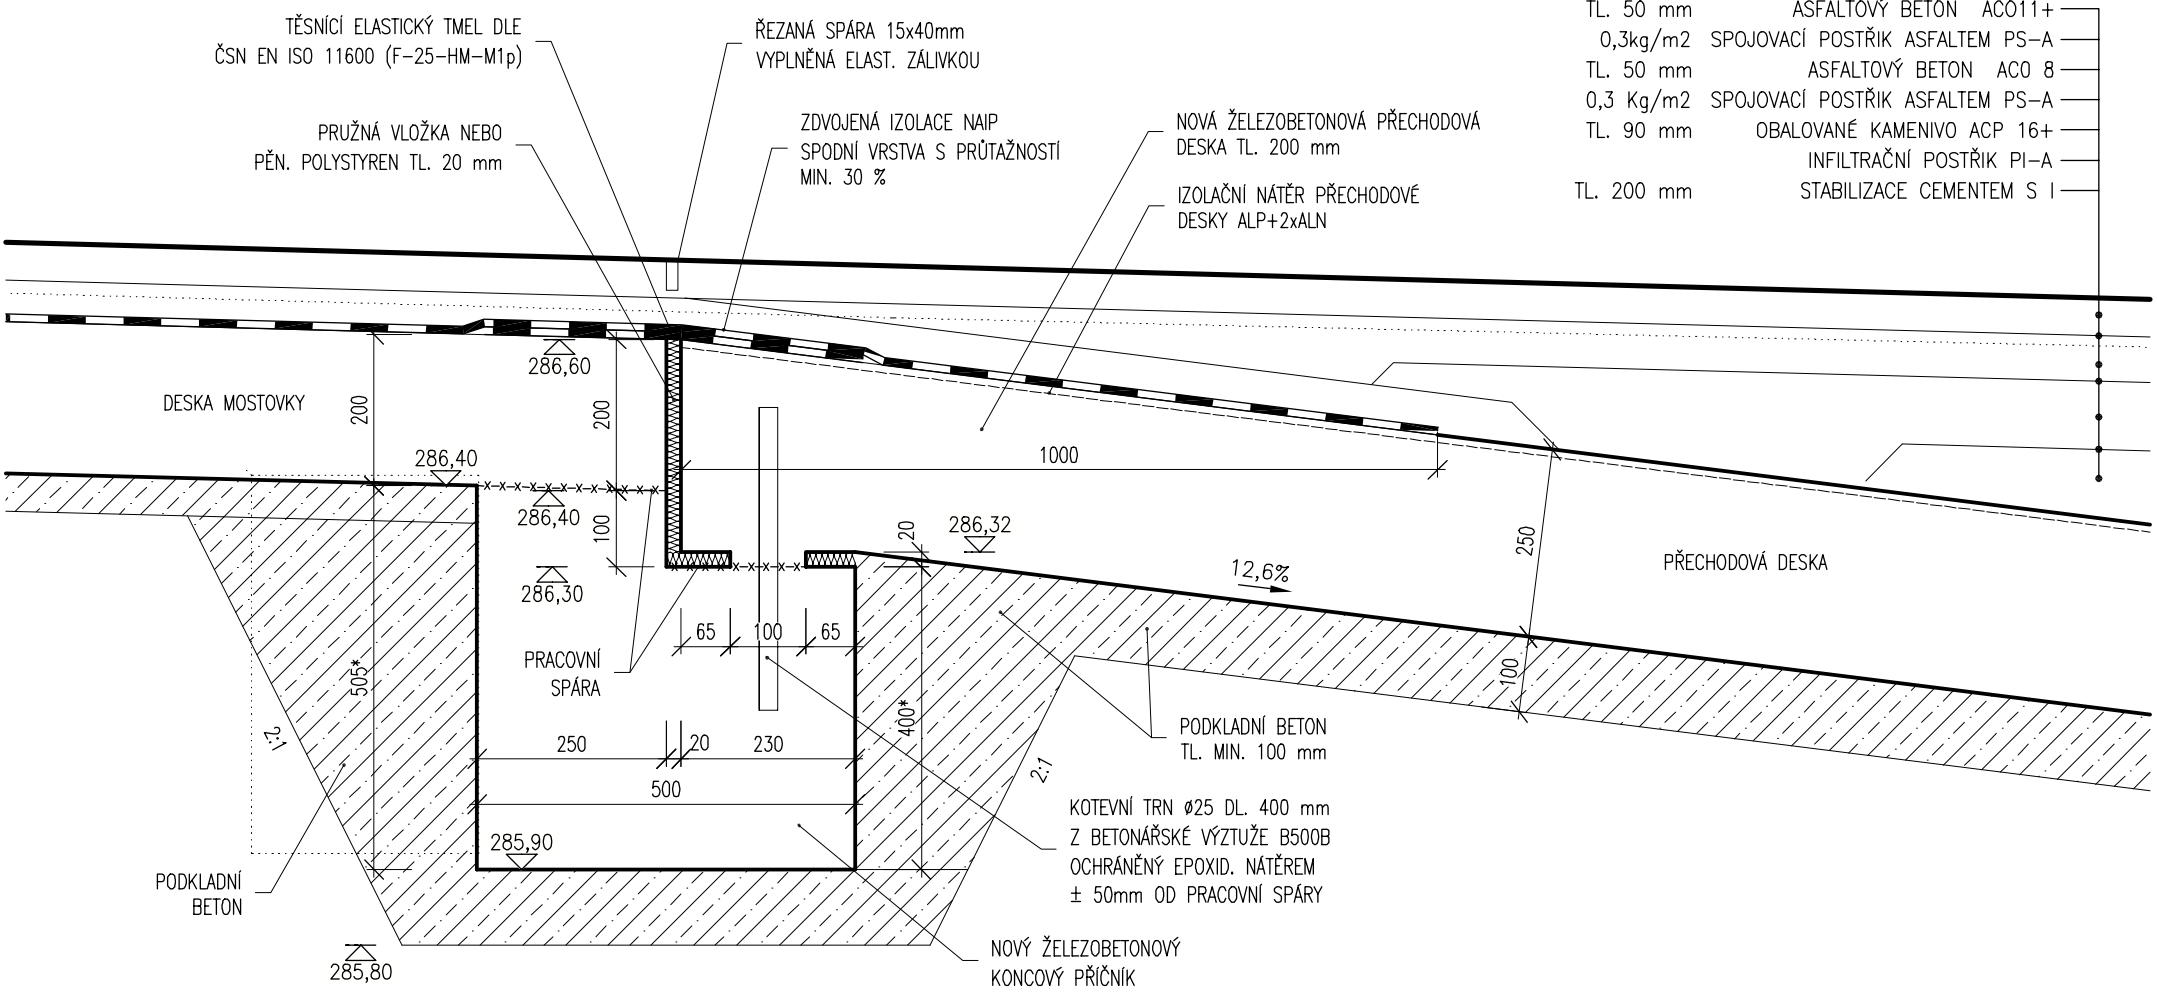 TĚSNÍCÍ ELASTICKÝ TMEL DLE
ČSN EN ISO 11600 (F-25-HM-M1p)
ŘEZANÁ SPÁRA 15x40mm
VYPLNĚNÁ ELAST. ZÁLIVKOU
TL. 50 mm ASFALTOVÝ BETON ACO11+
0,3kg/m2 SPOJOVACÍ POSTŘIK ASFALTEM PS-A
TL. 50 mm ASFALTOVÝ BETON ACO 8
0,3 Kg/m2 SPOJOVACÍ POSTŘIK ASFALTEM PS-A
TL. 90 mm OBALOVANÉ KAMENIVO ACP 16+
INFILTRAČNÍ POSTŘIK PI-A
TL. 200 mm STABILIZACE CEMENTEM S I
PRUŽNÁ VLOŽKA NEBO
PĚN. POLYSTYREN TL. 20 mm
ZDVOJENÁ IZOLACE NAIP
SPODNÍ VRSTVA S PRŮTAŽNOSTÍ
MIN. 30 %
NOVÁ ŽELEZOBETONOVÁ PŘECHODOVÁ
DESKA TL. 200 mm
IZOLAČNÍ NÁTĚR PŘECHODOVÉ
DESKY ALP+2xALN
286,60
DESKA MOSTOVKY
200
200
286,40
1000
286,40
100
20
286,32
250
PŘECHODOVÁ DESKA
286,30
12,6%
65
100
65
PRACOVNÍ
SPÁRA
505*
100
400*
2:1
250
20
230
2:1
PODKLADNÍ BETON
TL. MIN. 100 mm
500
KOTEVNÍ TRN ø25 DL. 400 mm
Z BETONÁŘSKÉ VÝZTUŽE B500B
OCHRÁNĚNÝ EPOXID. NÁTĚREM
± 50mm OD PRACOVNÍ SPÁRY
285,90
PODKLADNÍ
BETON
NOVÝ ŽELEZOBETONOVÝ
KONCOVÝ PŘÍČNÍK
285,80